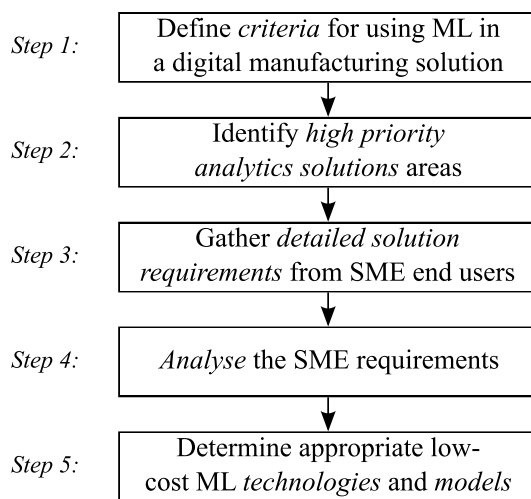 Step 1:
Define criteria for using ML in
a digital manufacturing solution
Step 2:
Identify high priority
analytics solutions areas
Step 3:
Gather detailed solution
requirements from SME end users
Step 4:
Analyse the SME requirements
Step 5:
Determine appropriate low-
cost ML technologies and models